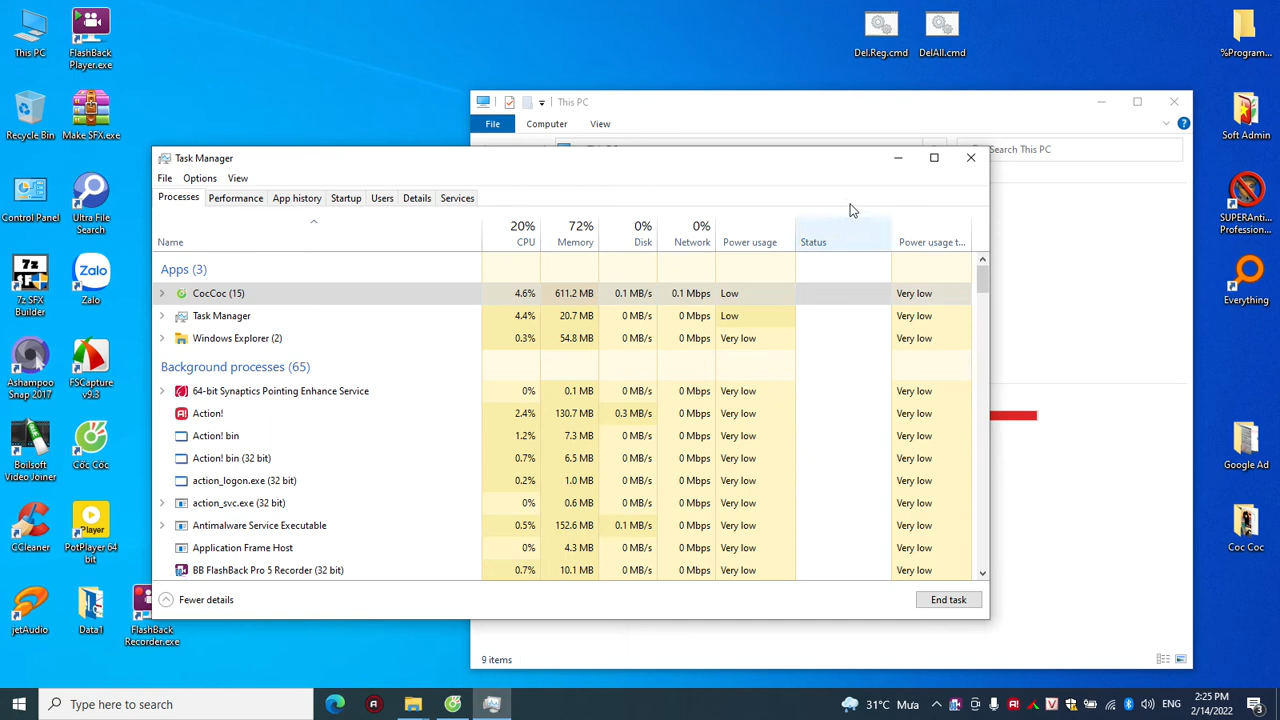 This PC
FlashBack
Player.exe
Recycle Bin
Make SFX.exe
Control Panel
Ultra File
Search
7z SFX
Builder
Zalo
Ashampoo
Snap 2017
FSCapture
v9.3
Boilsoft
Video Joiner
Cốc Cốc
CCleaner
PotPlayer 64
bit
jetAudio
Data1
FlashBack
Recorder.exe
Del.Reg.cmd
DelAll.cmd
%Program...
Soft Admin
SUPERAnti...
Profession...
Everything
Google Ad
Coc Coc
This PC
File
Computer
View
Search This PC
9 items
Task Manager
File Options View
Processes Performance App history Startup Users Details Services
20% 72% 0% 0%
Name CPU Memory Disk Network Power usage Status Power usage t...
Apps (3)
CocCoc (15) 4.6% 611.2 MB 0.1 MB/s 0.1 Mbps Low Very low
Task Manager 4.4% 20.7 MB 0 MB/s 0 Mbps Low Very low
Windows Explorer (2) 0.3% 54.8 MB 0 MB/s 0 Mbps Very low Very low
Background processes (65)
64-bit Synaptics Pointing Enhance Service 0% 0.1 MB 0 MB/s 0 Mbps Very low Very low
Action! 2.4% 130.7 MB 0.3 MB/s 0 Mbps Very low Very low
Action! bin 1.2% 7.3 MB 0 MB/s 0 Mbps Very low Very low
Action! bin (32 bit) 0.7% 6.5 MB 0 MB/s 0 Mbps Very low Very low
action_logon.exe (32 bit) 0.2% 1.0 MB 0 MB/s 0 Mbps Very low Very low
action_svc.exe (32 bit) 0% 0.6 MB 0 MB/s 0 Mbps Very low Very low
Antimalware Service Executable 0.5% 152.6 MB 0.1 MB/s 0 Mbps Very low Very low
Application Frame Host 0% 4.3 MB 0 MB/s 0 Mbps Very low Very low
BB FlashBack Pro 5 Recorder (32 bit) 0.7% 10.1 MB 0 MB/s 0 Mbps Very low Very low
Fewer details
End task
Type here to search
31°C Mưa
ENG
2:25 PM
2/14/2022
3